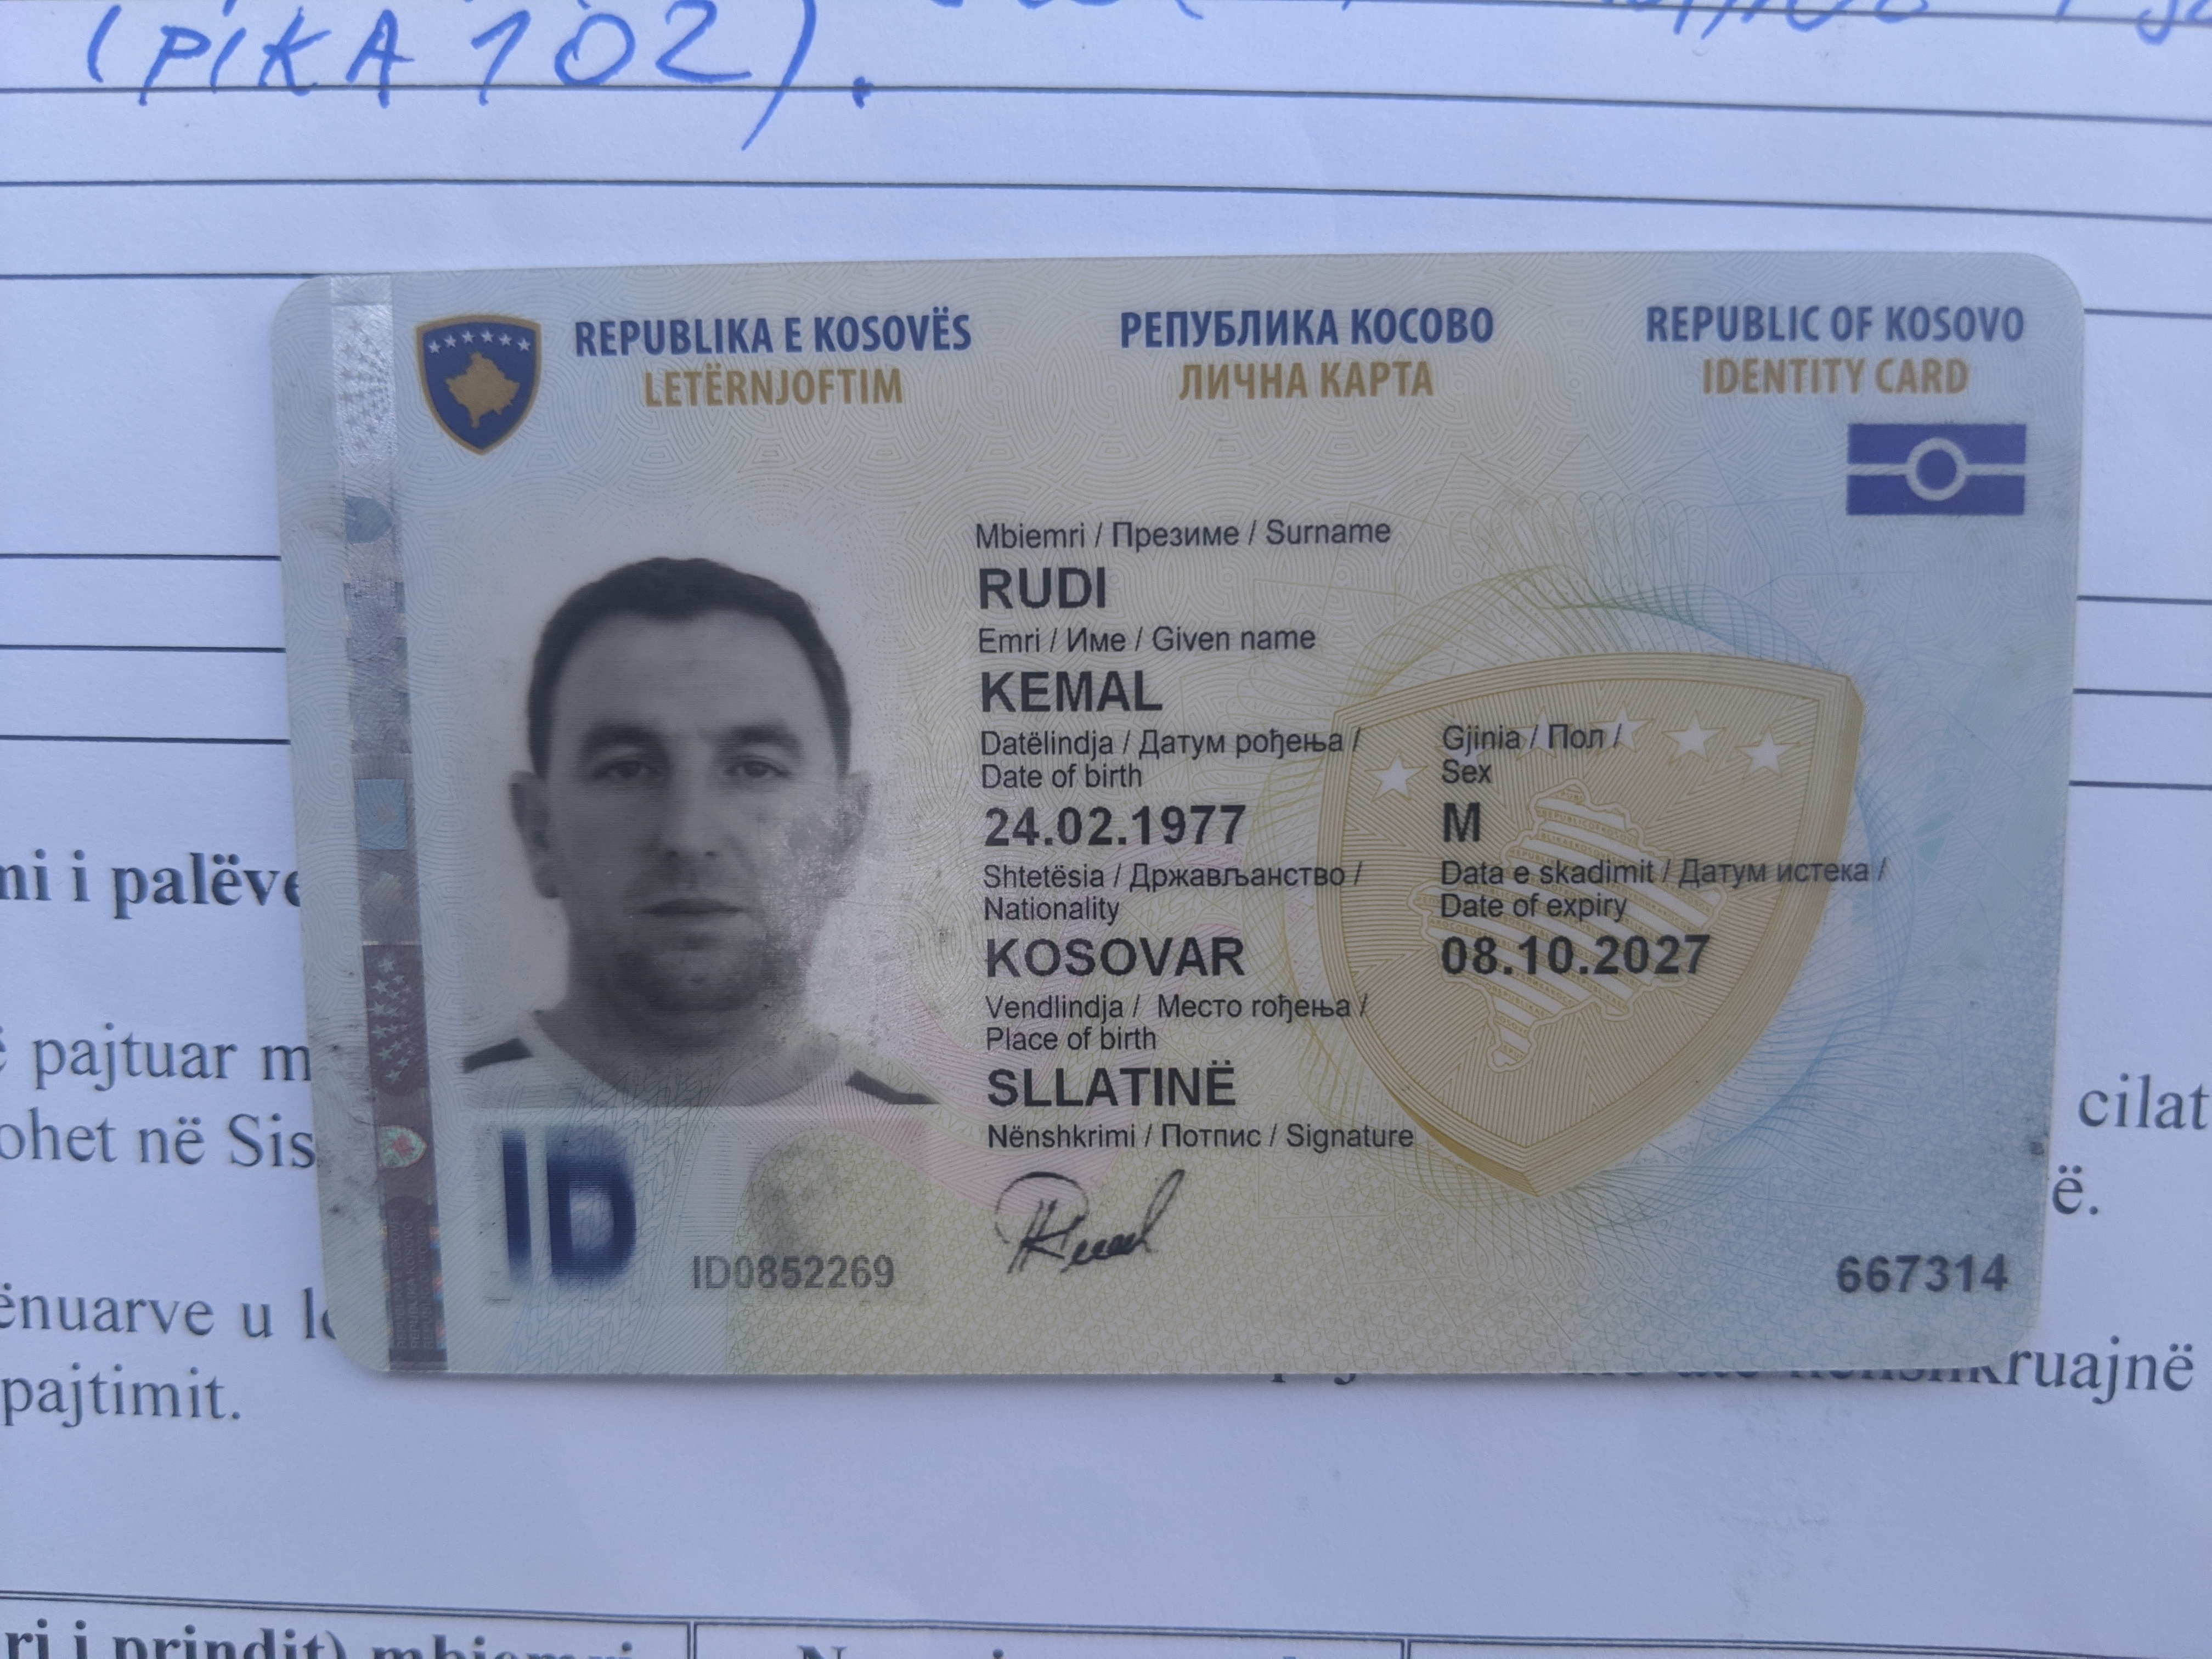 REPUBLIKA E KOSOVËS РЕПУБЛИКА КОСОВО REPUBLIC OF KOSOVO
LETËRNJOFTIM ЛИЧНА КАРТА IDENTITY CARD
Mbiemri / Презиме / Surname
RUDI
Emri / Име / Given name
KEMAL
Datëlindja / Датум рођења / Gjinia / Пол /
Date of birth Sex
24.02.1977 M
Shtetësia / Држављанство / Data e skadimit / Датум истека /
Nationality Date of expiry
KOSOVAR 08.10.2027
Vendlindja / Место рођења /
Place of birth
SLLATINË
Nënshkrimi / Потпис / Signature
ID
ID0852269
667314
REPUBLIKA E KOSOVËS
REPUBLIKA KOSOVO
REPUBLIC OF KOSOVO
(PIKA 102).
ni i palëve
pajtuar m
ohet në Sis
cilat
ënuarve u
ë.
pajtimit.
ruajnë
ri i prindit) mbiemri